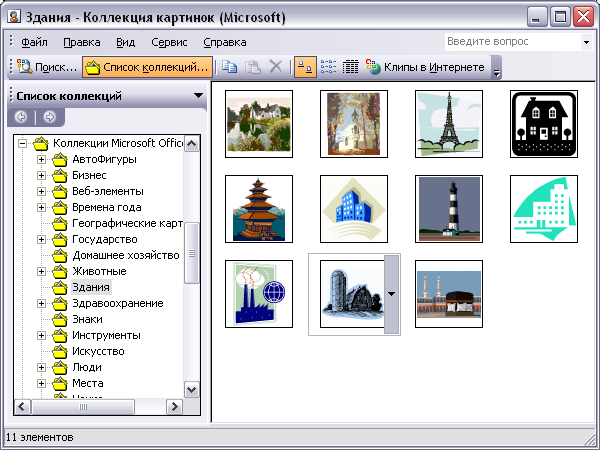 Здания - Коллекция картинок (Microsoft)
Файл Правка Вид Сервис Справка Введите вопрос
Поиск... Список коллекций... Клипы в Интернете
Список коллекций
Коллекции Microsoft Offic
АвтоФигуры
Бизнес
Веб-элементы
Времена года
Географические карт
Государство
Домашнее хозяйство
Животные
Здания
Здравоохранение
Знаки
Инструменты
Искусство
Люди
Места
11 элементов